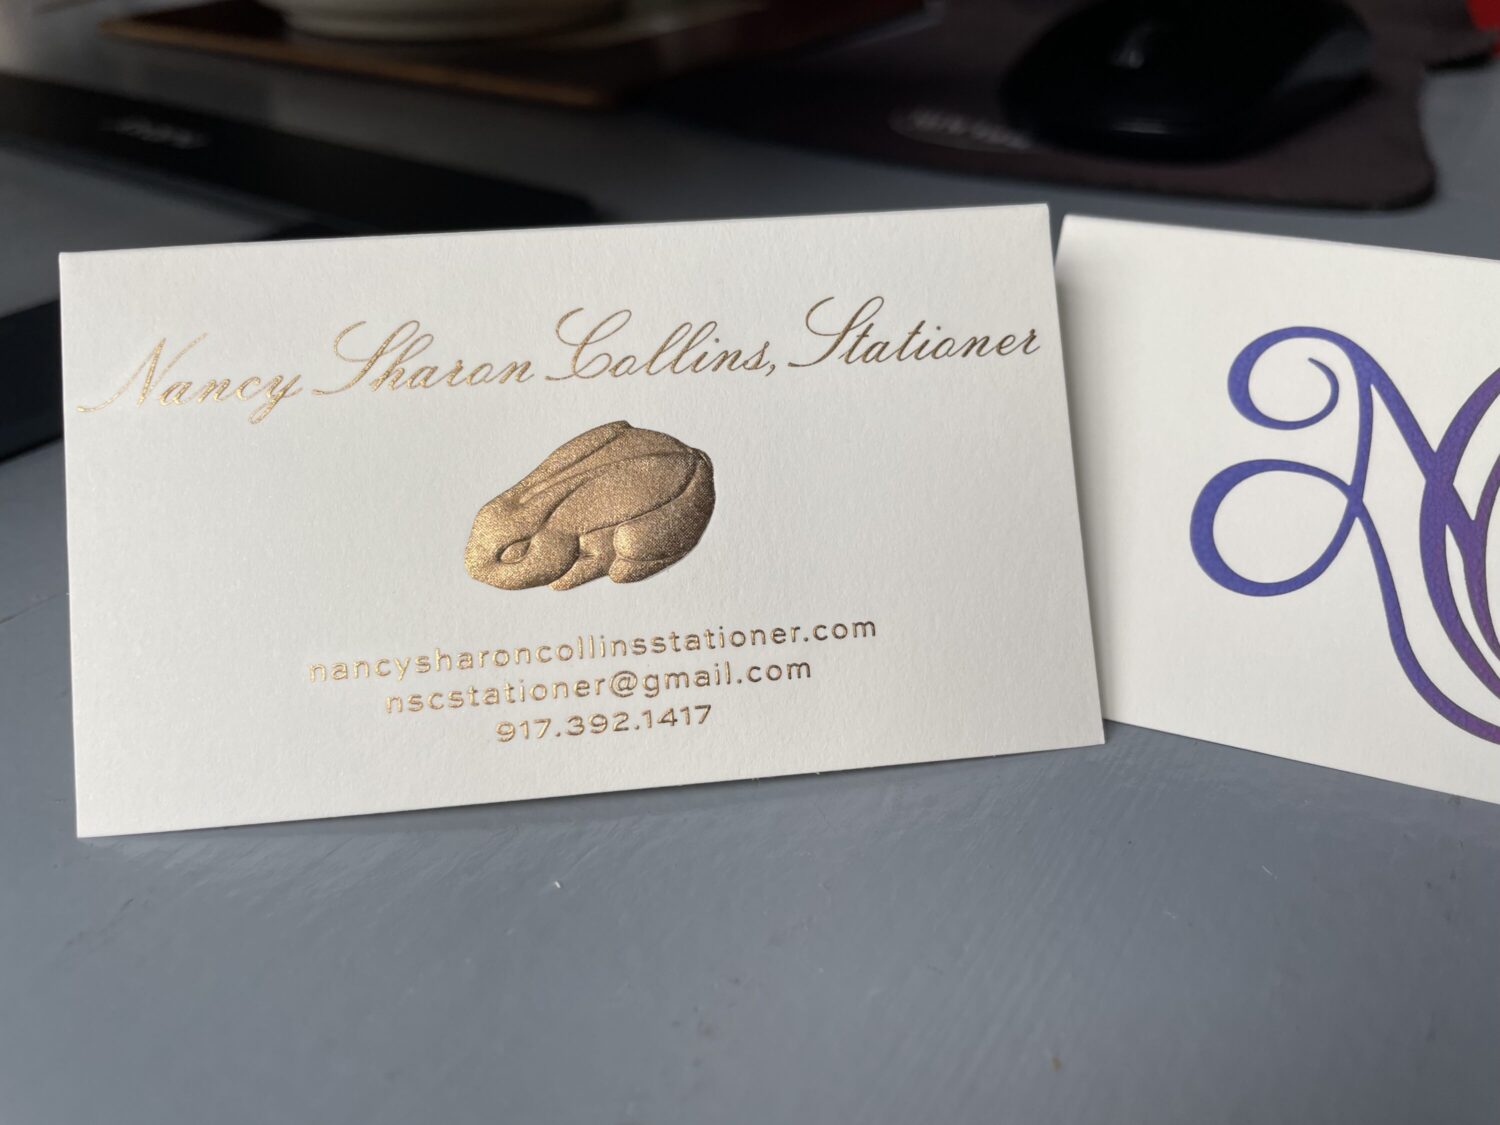 Nancy Sharon Collins, Stationer
nancysharoncollinsstationer.com
nscstationer@gmail.com
917.392.1417